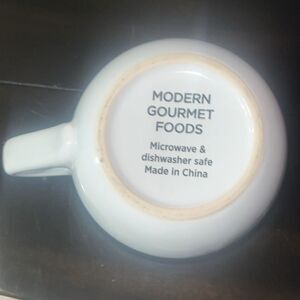 MODERN
GOURMET
FOODS
Microwave &
dishwasher safe
Made in China